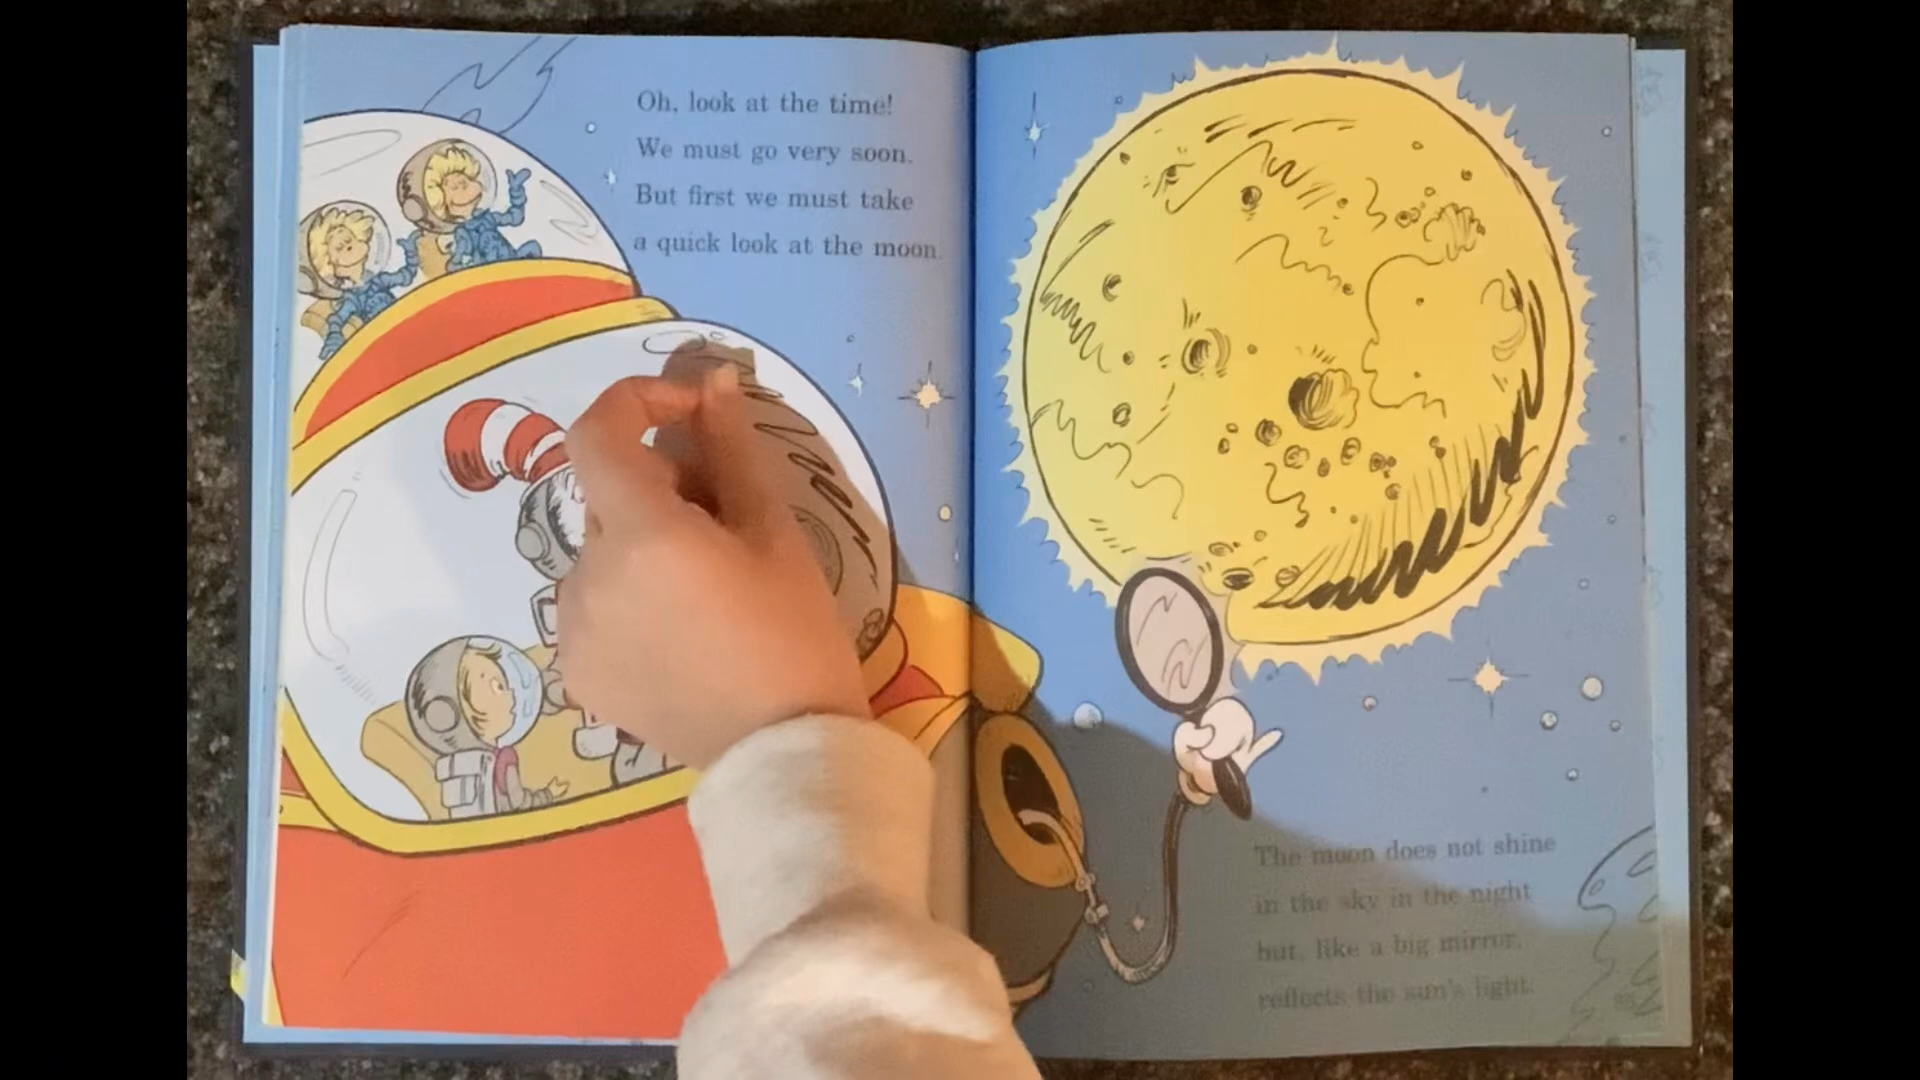 Oh, look at the time!
We must go very soon.
But first we must take
a quick look at the moon.
The moon does not shine
in the sky in the night
but, like a big mirror,
reflects the sun's light.